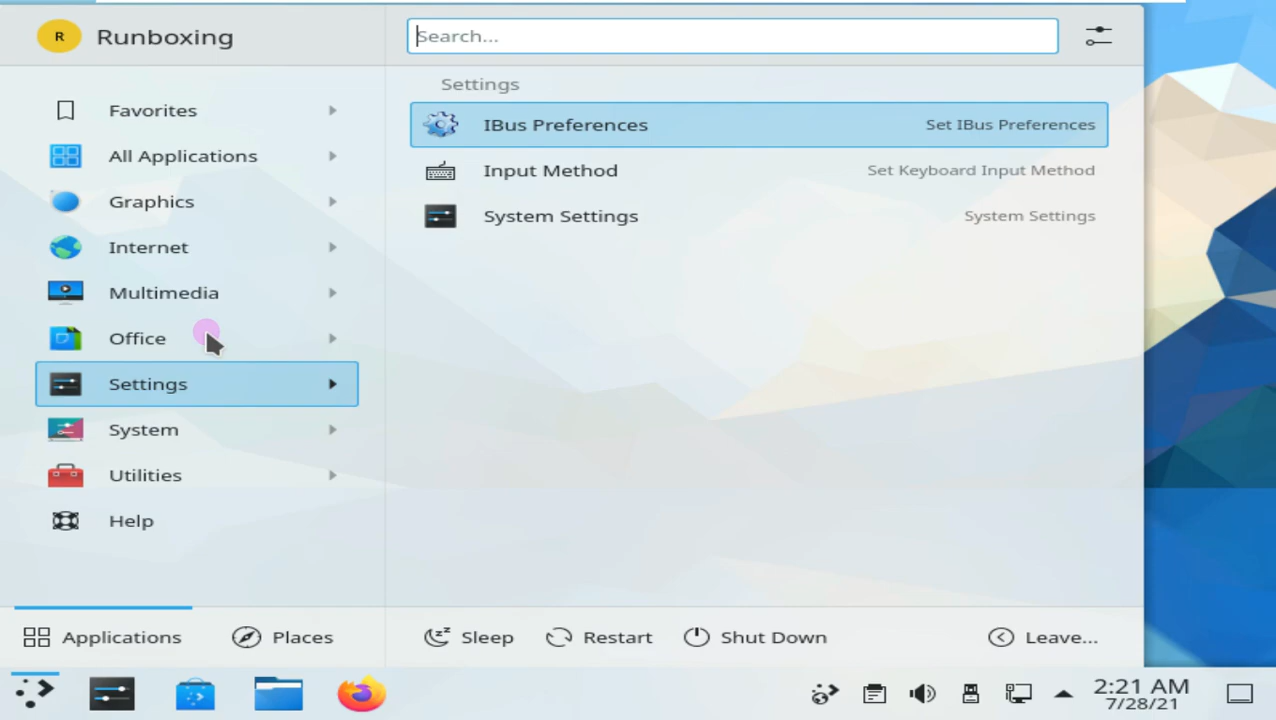 R Runboxing
Search...
Favorites
All Applications
Graphics
Internet
Multimedia
Office
Settings
System
Utilities
Help
Settings
IBus Preferences Set IBus Preferences
Input Method Set Keyboard Input Method
System Settings System Settings
Applications Places Sleep Restart Shut Down Leave...
2:21 AM
7/28/21